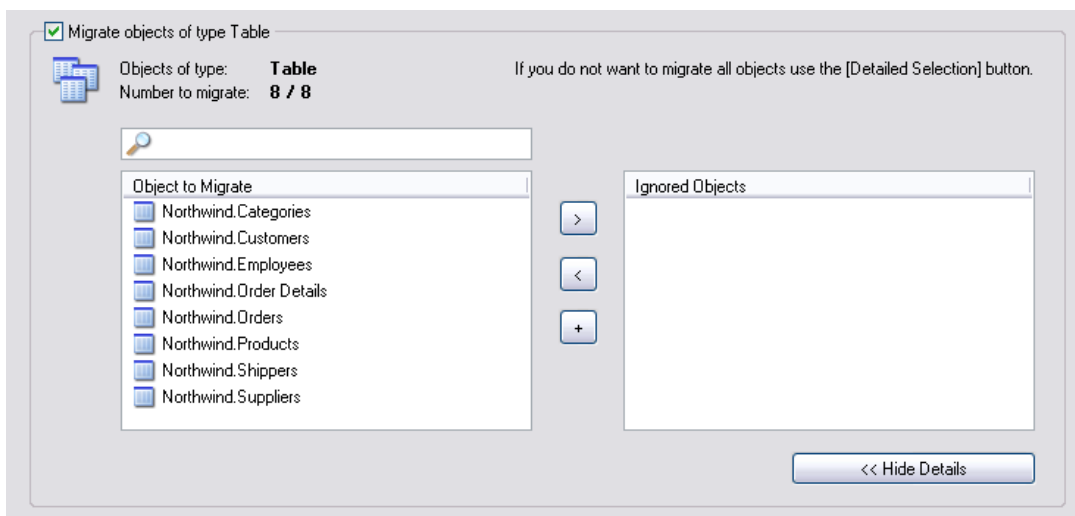 Migrate objects of type Table
Objects of type: Table
If you do not want to migrate all objects use the [Detailed Selection] button.
Number to migrate: 8 / 8
Object to Migrate
Northwind.Categories
Northwind.Customers
Northwind.Employees
Northwind.Order Details
Northwind.Orders
Northwind.Products
Northwind.Shippers
Northwind.Suppliers
>
<
+
Ignored Objects
<< Hide Details